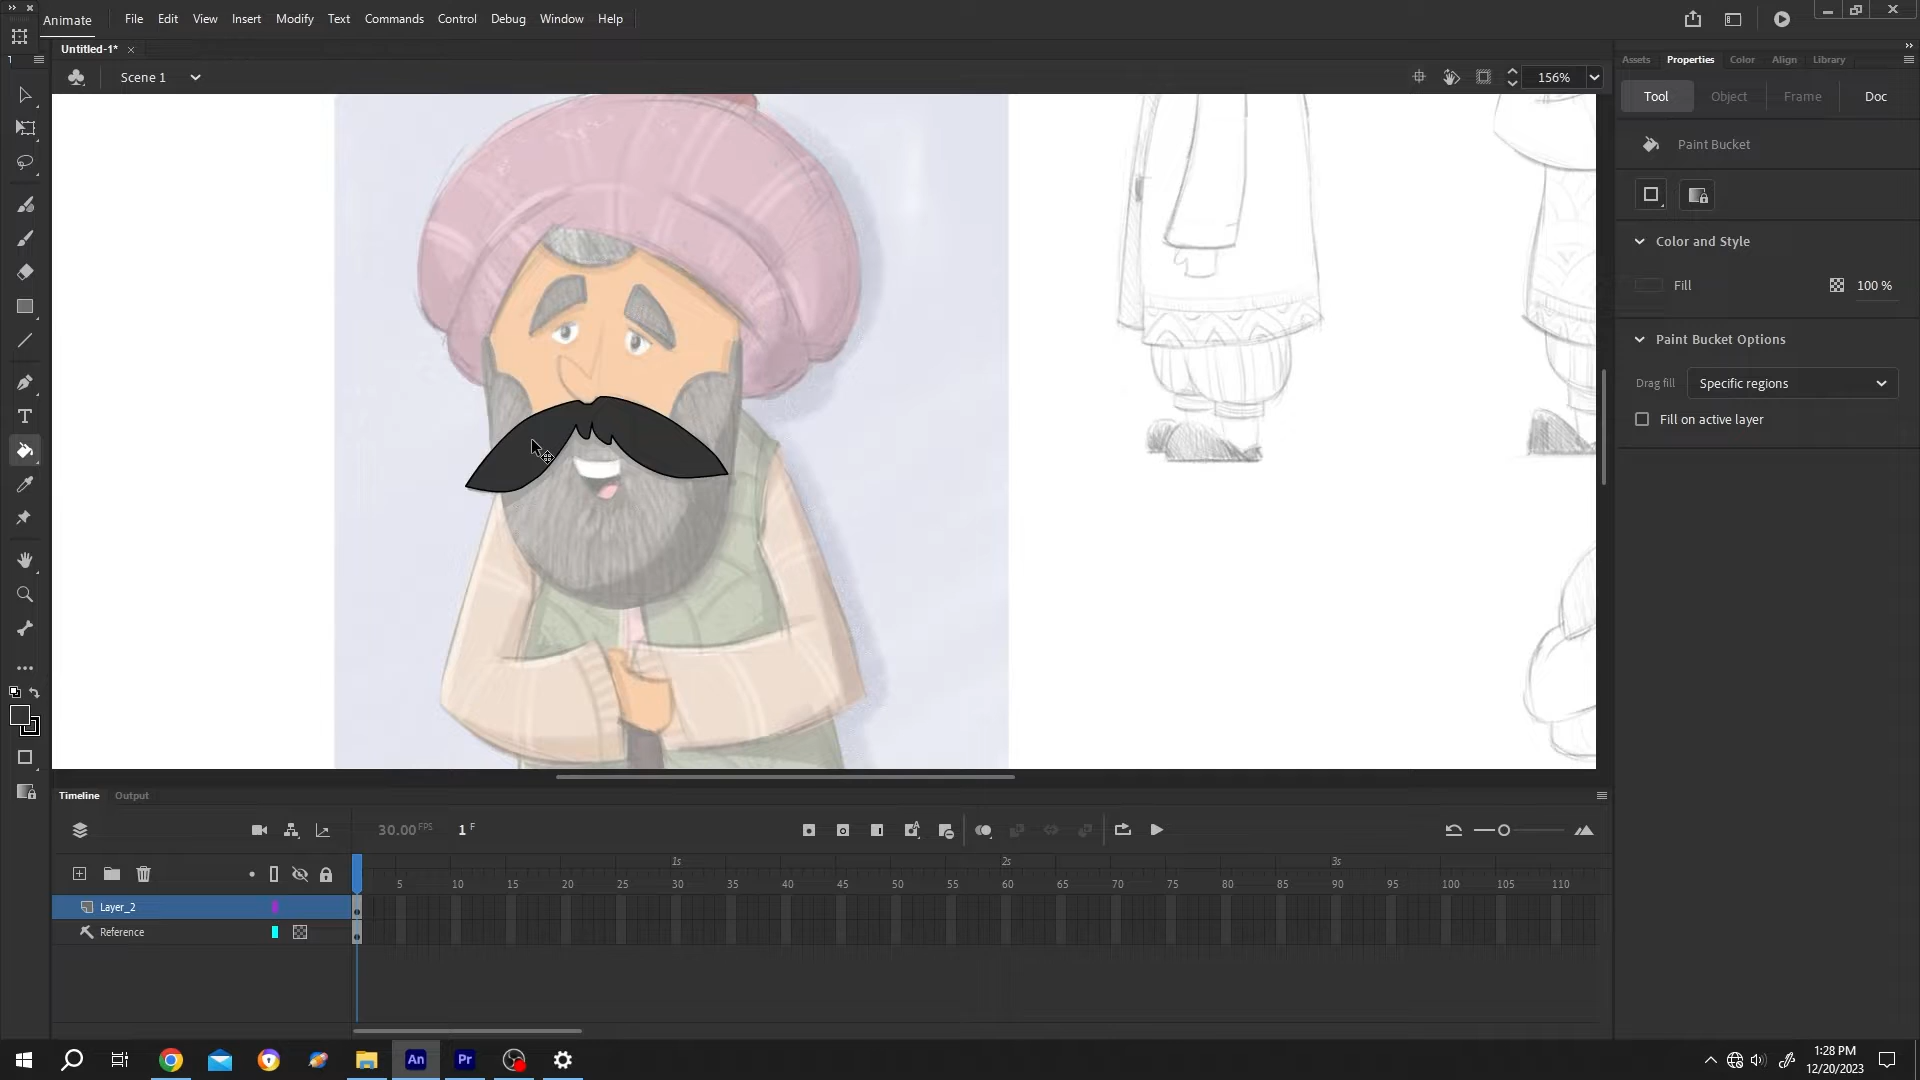 Animate
File Edit View Insert Modify Text Commands Control Debug Window Help
Untitled-1*
Scene 1
156%
Assets Properties Color Align Library
Tool Object Frame Doc
Paint Bucket
Color and Style
Fill 100 %
Paint Bucket Options
Drag fill Specific regions
Fill on active layer
Timeline Output
30.00 FPS 1 F
1s 2s 3s
5 10 15 20 25 30 35 40 45 50 55 60 65 70 75 80 85 90 95 100 105 110
Layer_2
Reference
An Pr
1:28 PM
12/20/2023